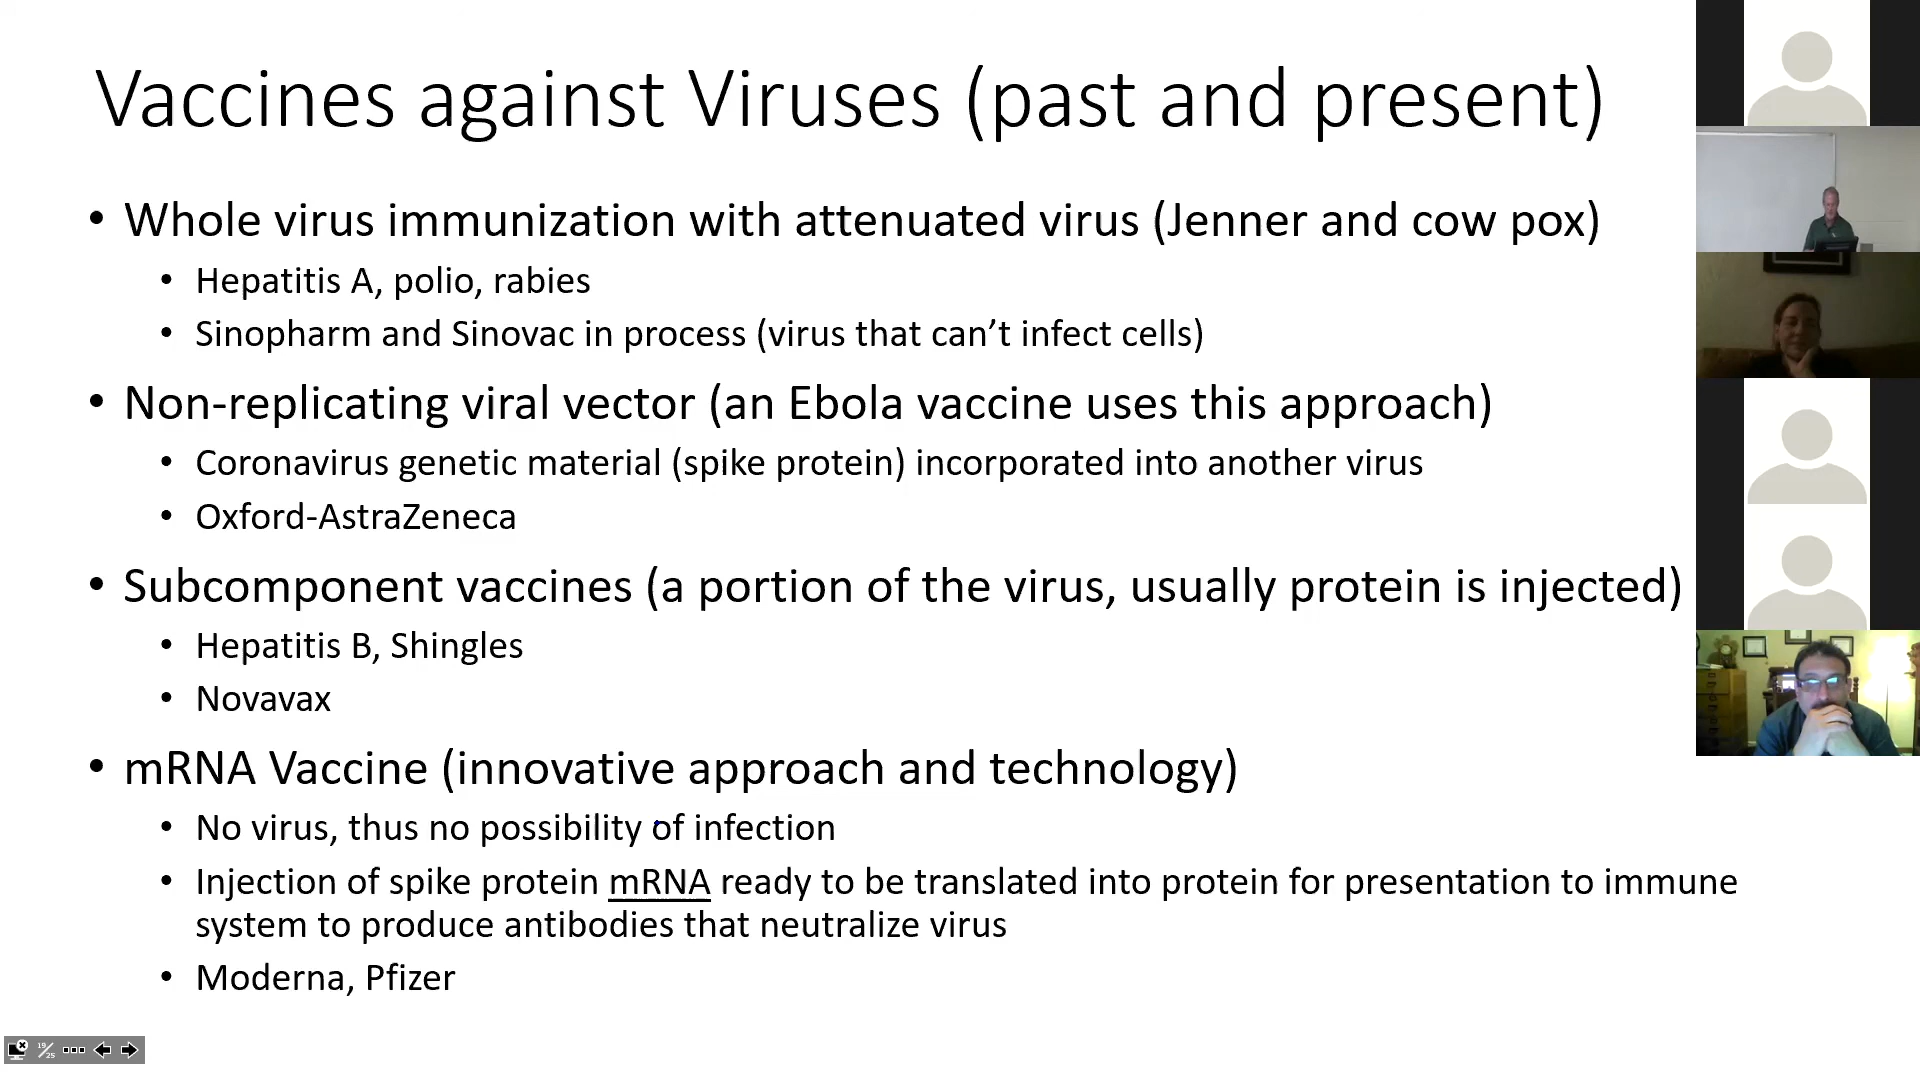 Vaccines against Viruses (past and present)
• Whole virus immunization with attenuated virus (Jenner and cow pox)
• Hepatitis A, polio, rabies
• Sinopharm and Sinovac in process (virus that can’t infect cells)
• Non-replicating viral vector (an Ebola vaccine uses this approach)
• Coronavirus genetic material (spike protein) incorporated into another virus
• Oxford-AstraZeneca
• Subcomponent vaccines (a portion of the virus, usually protein is injected)
• Hepatitis B, Shingles
• Novavax
• mRNA Vaccine (innovative approach and technology)
• No virus, thus no possibility of infection
• Injection of spike protein mRNA ready to be translated into protein for presentation to immune
system to produce antibodies that neutralize virus
• Moderna, Pfizer
19/25